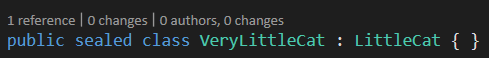 1 reference | 0 changes | 0 authors, 0 changes
public sealed class VeryLittleCat : LittleCat { }